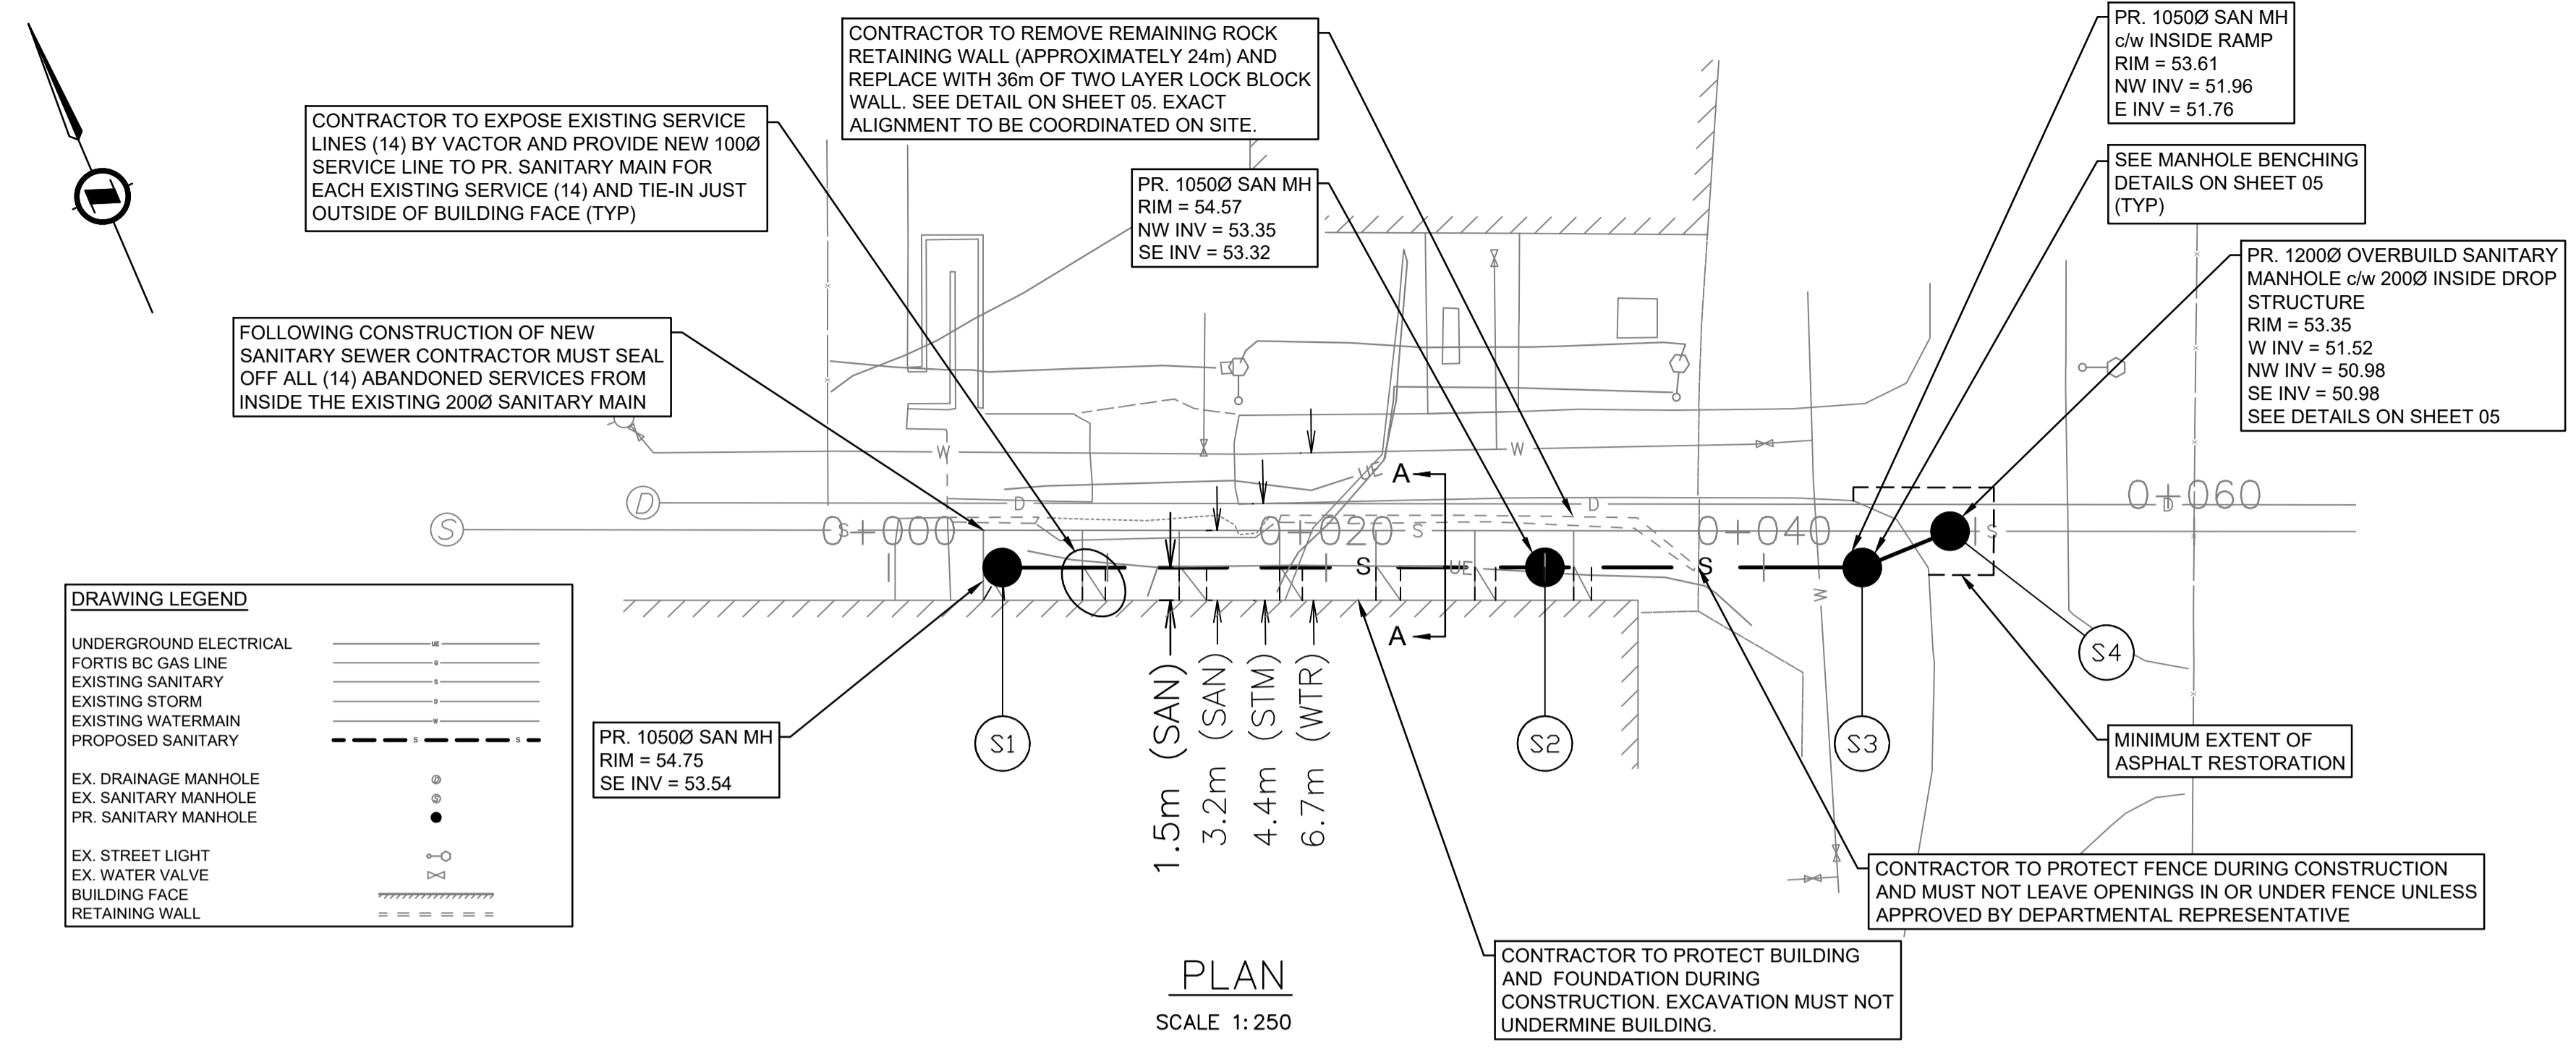 CONTRACTOR TO REMOVE REMAINING ROCK
RETAINING WALL (APPROXIMATELY 24m) AND
REPLACE WITH 36m OF TWO LAYER LOCK BLOCK
WALL. SEE DETAIL ON SHEET 05. EXACT
ALIGNMENT TO BE COORDINATED ON SITE.
PR. 1050Ø SAN MH
c/w INSIDE RAMP
RIM = 53.61
NW INV = 51.96
E INV = 51.76
CONTRACTOR TO EXPOSE EXISTING SERVICE
LINES (14) BY VACTOR AND PROVIDE NEW 100Ø
SERVICE LINE TO PR. SANITARY MAIN FOR
EACH EXISTING SERVICE (14) AND TIE-IN JUST
OUTSIDE OF BUILDING FACE (TYP)
PR. 1050Ø SAN MH
RIM = 54.57
NW INV = 53.35
SE INV = 53.32
SEE MANHOLE BENCHING
DETAILS ON SHEET 05
(TYP)
PR. 1200Ø OVERBUILD SANITARY
MANHOLE c/w 200Ø INSIDE DROP
STRUCTURE
RIM = 53.35
W INV = 51.52
NW INV = 50.98
SE INV = 50.98
SEE DETAILS ON SHEET 05
FOLLOWING CONSTRUCTION OF NEW
SANITARY SEWER CONTRACTOR MUST SEAL
OFF ALL (14) ABANDONED SERVICES FROM
INSIDE THE EXISTING 200Ø SANITARY MAIN
W
W
UE
A
D
D
D
D
0+060
S
S
0+000
0+020
S
0+040
S
S
S
UE
W
A
S4
DRAWING LEGEND
UNDERGROUND ELECTRICAL
UE
FORTIS BC GAS LINE
G
EXISTING SANITARY
S
EXISTING STORM
D
EXISTING WATERMAIN
W
PROPOSED SANITARY
S
S
EX. DRAINAGE MANHOLE
D
EX. SANITARY MANHOLE
S
PR. SANITARY MANHOLE
EX. STREET LIGHT
EX. WATER VALVE
BUILDING FACE
RETAINING WALL
PR. 1050Ø SAN MH
RIM = 54.75
SE INV = 53.54
S1
1.5m (SAN)
3.2m (SAN)
4.4m (STM)
6.7m (WTR)
S2
S3
MINIMUM EXTENT OF
ASPHALT RESTORATION
CONTRACTOR TO PROTECT FENCE DURING CONSTRUCTION
AND MUST NOT LEAVE OPENINGS IN OR UNDER FENCE UNLESS
APPROVED BY DEPARTMENTAL REPRESENTATIVE
CONTRACTOR TO PROTECT BUILDING
AND FOUNDATION DURING
CONSTRUCTION. EXCAVATION MUST NOT
UNDERMINE BUILDING.
PLAN
SCALE 1:250